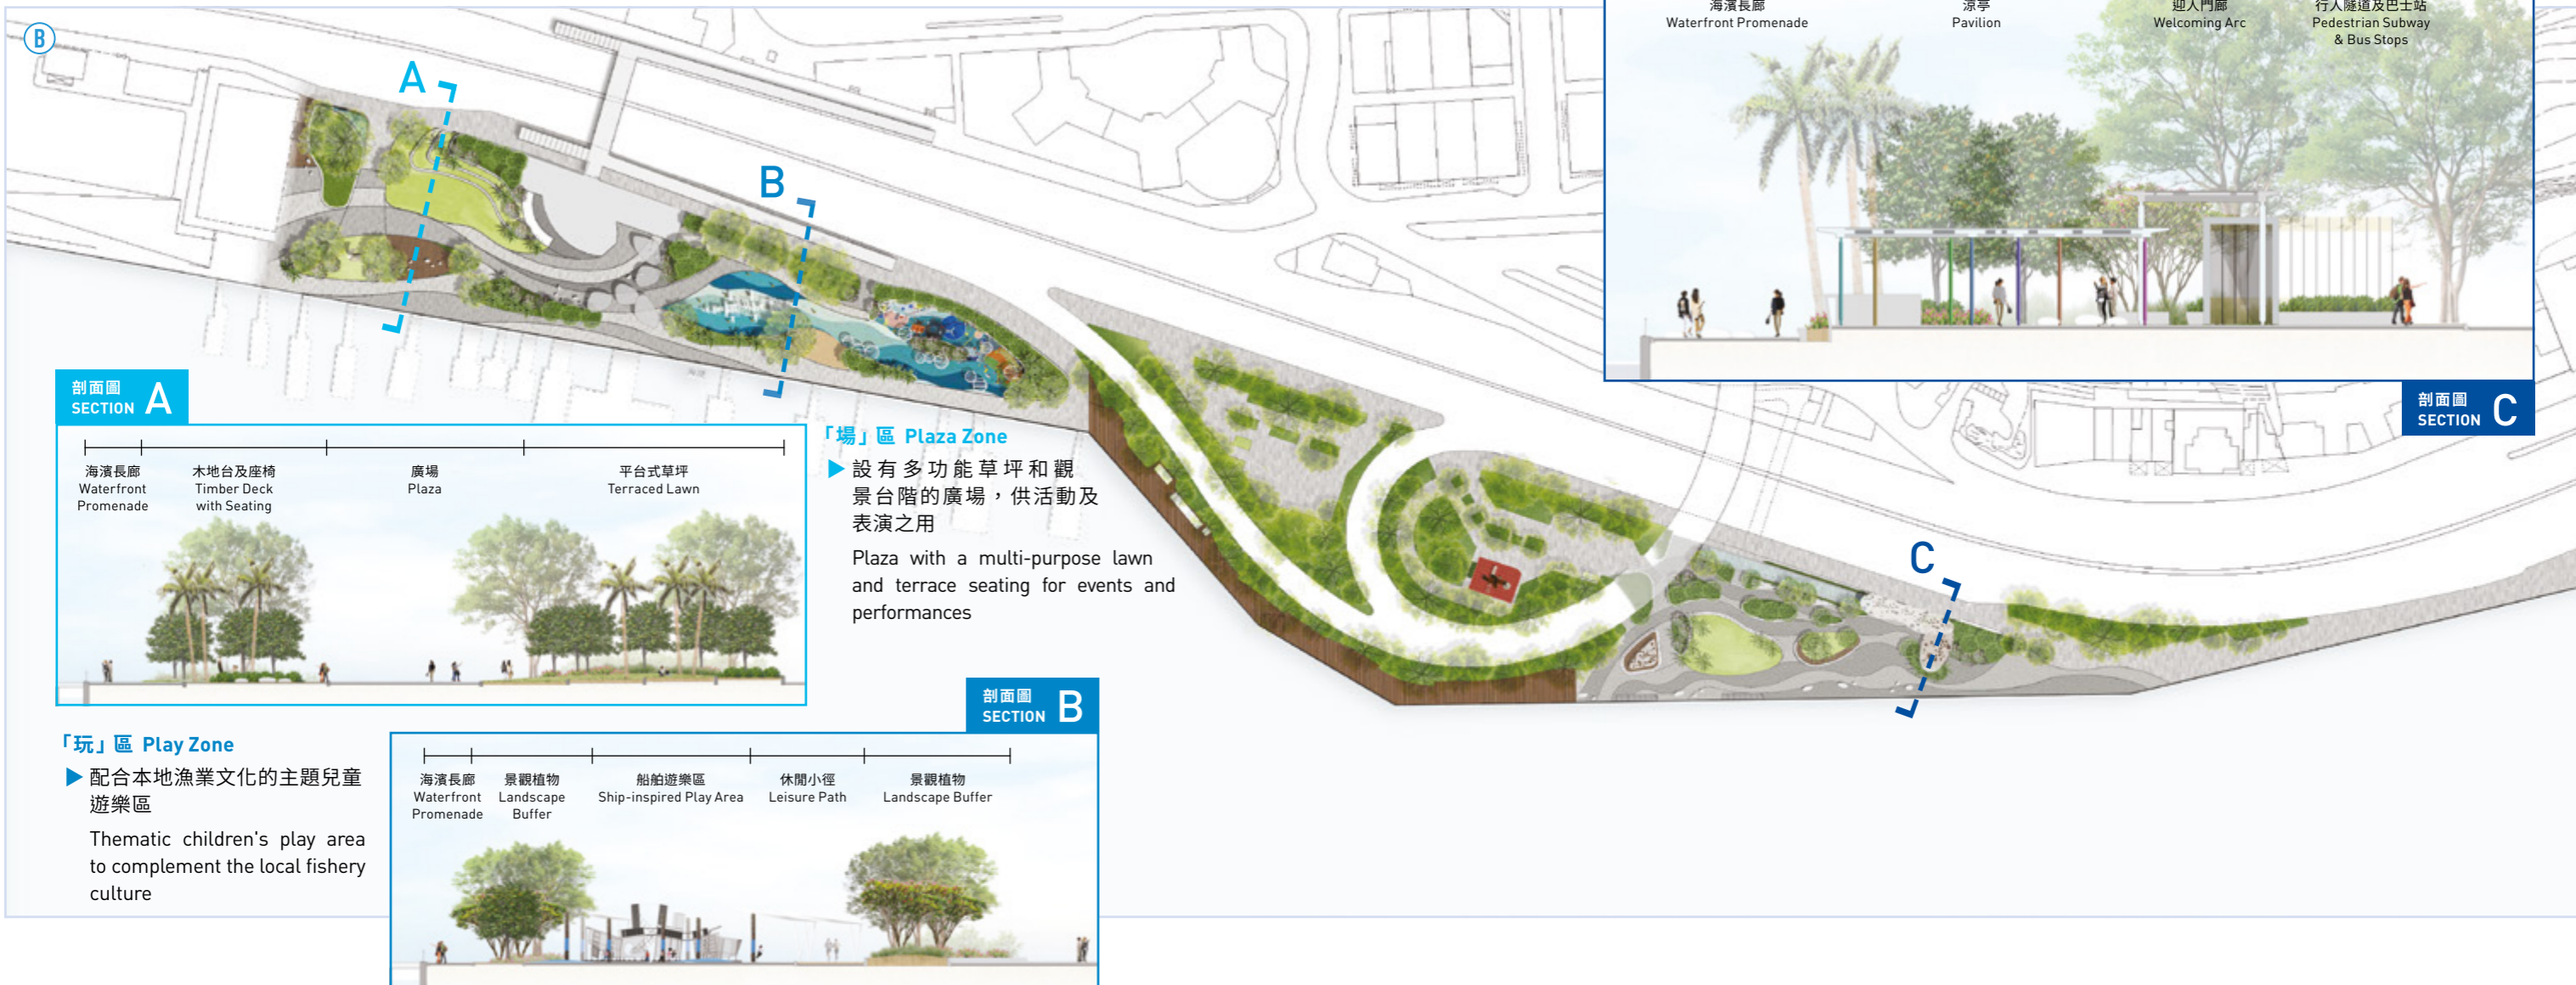 B
A
B
C
海濱長廊
Waterfront Promenade
涼亭
Pavilion
迎人門廊
Welcoming Arc
行人隧道及巴士站
Pedestrian Subway
& Bus Stops
剖面圖
SECTION C
剖面圖
SECTION A
海濱長廊
Waterfront
Promenade
木地台及座椅
Timber Deck
with Seating
廣場
Plaza
平台式草坪
Terraced Lawn
「場」區 Plaza Zone
設有多功能草坪和觀
景台階的廣場，供活動及
表演之用
Plaza with a multi-purpose lawn
and terrace seating for events and
performances
「玩」區 Play Zone
配合本地漁業文化的主題兒童
遊樂區
Thematic children's play area
to complement the local fishery
culture
剖面圖
SECTION B
海濱長廊
Waterfront
Promenade
景觀植物
Landscape
Buffer
船舶遊樂區
Ship-inspired Play Area
休閒小徑
Leisure Path
景觀植物
Landscape Buffer